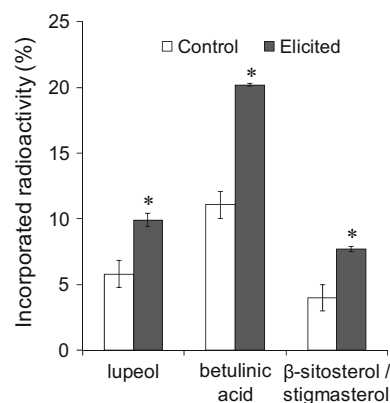 25
Control Elicited
20
15
10
5
0
* * *
Incorporated radioactivity (%)
lupeol betulinic β-sitosterol /
acid stigmasterol